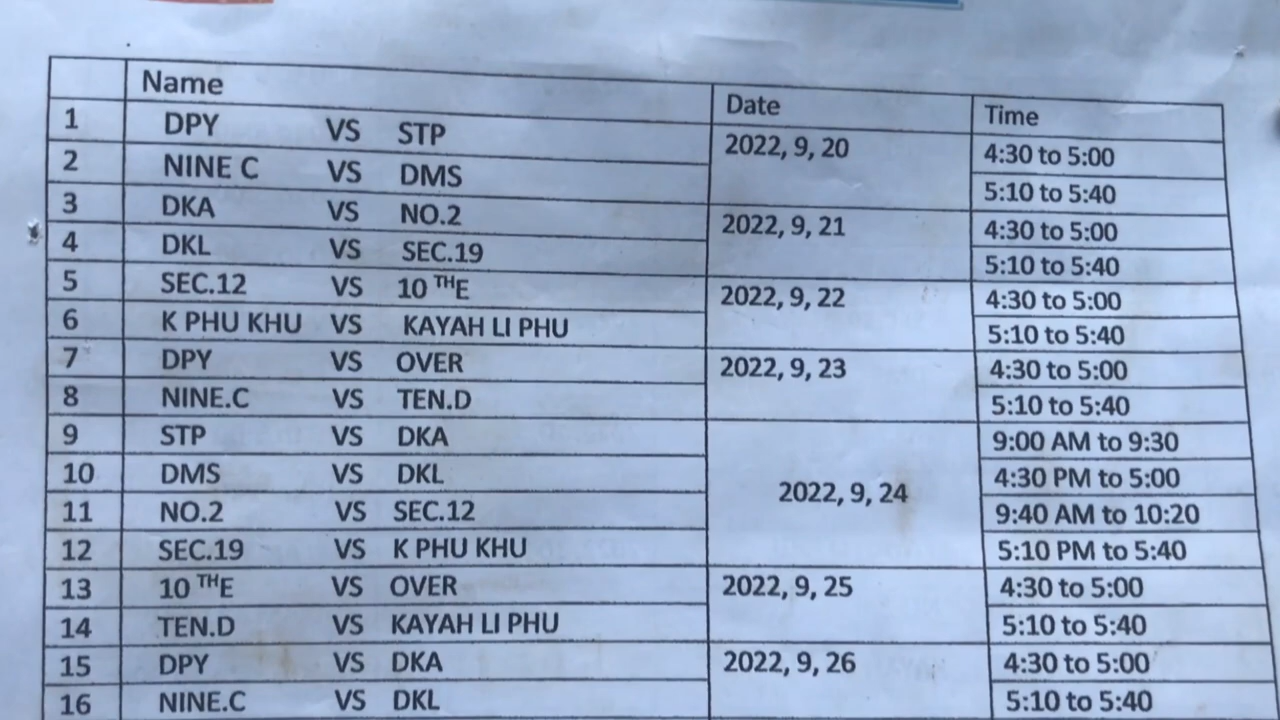 Name Date Time
1 DPY VS STP 2022, 9, 20 4:30 to 5:00
2 NINE C VS DMS 5:10 to 5:40
3 DKA VS NO.2 2022, 9, 21 4:30 to 5:00
4 DKL VS SEC.19 5:10 to 5:40
5 SEC.12 VS 10 THE 2022, 9, 22 4:30 to 5:00
6 K PHU KHU VS KAYAH LI PHU 5:10 to 5:40
7 DPY VS OVER 2022, 9, 23 4:30 to 5:00
8 NINE.C VS TEN.D 5:10 to 5:40
9 STP VS DKA 9:00 AM to 9:30
10 DMS VS DKL 2022, 9, 24 4:30 PM to 5:00
11 NO.2 VS SEC.12 9:40 AM to 10:20
12 SEC.19 VS K PHU KHU 5:10 PM to 5:40
13 10 THE VS OVER 2022, 9, 25 4:30 to 5:00
14 TEN.D VS KAYAH LI PHU 5:10 to 5:40
15 DPY VS DKA 2022, 9, 26 4:30 to 5:00
16 NINE.C VS DKL 5:10 to 5:40